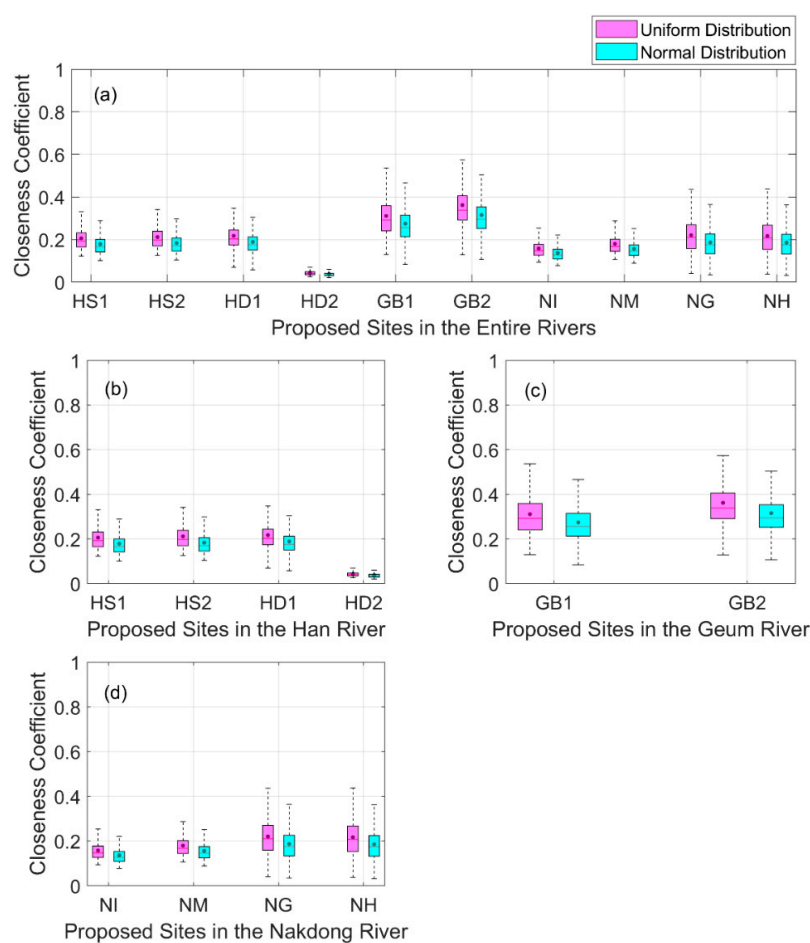 Uniform Distribution
Normal Distribution
(a)
Closeness Coefficient
1
0.8
0.6
0.4
0.2
0
HS1 HS2 HD1 HD2 GB1 GB2 NI NM NG NH
Proposed Sites in the Entire Rivers
(b)
Closeness Coefficient
1
0.8
0.6
0.4
0.2
0
HS1 HS2 HD1 HD2
Proposed Sites in the Han River
(c)
Closeness Coefficient
1
0.8
0.6
0.4
0.2
0
GB1 GB2
Proposed Sites in the Geum River
(d)
Closeness Coefficient
1
0.8
0.6
0.4
0.2
0
NI NM NG NH
Proposed Sites in the Nakdong River